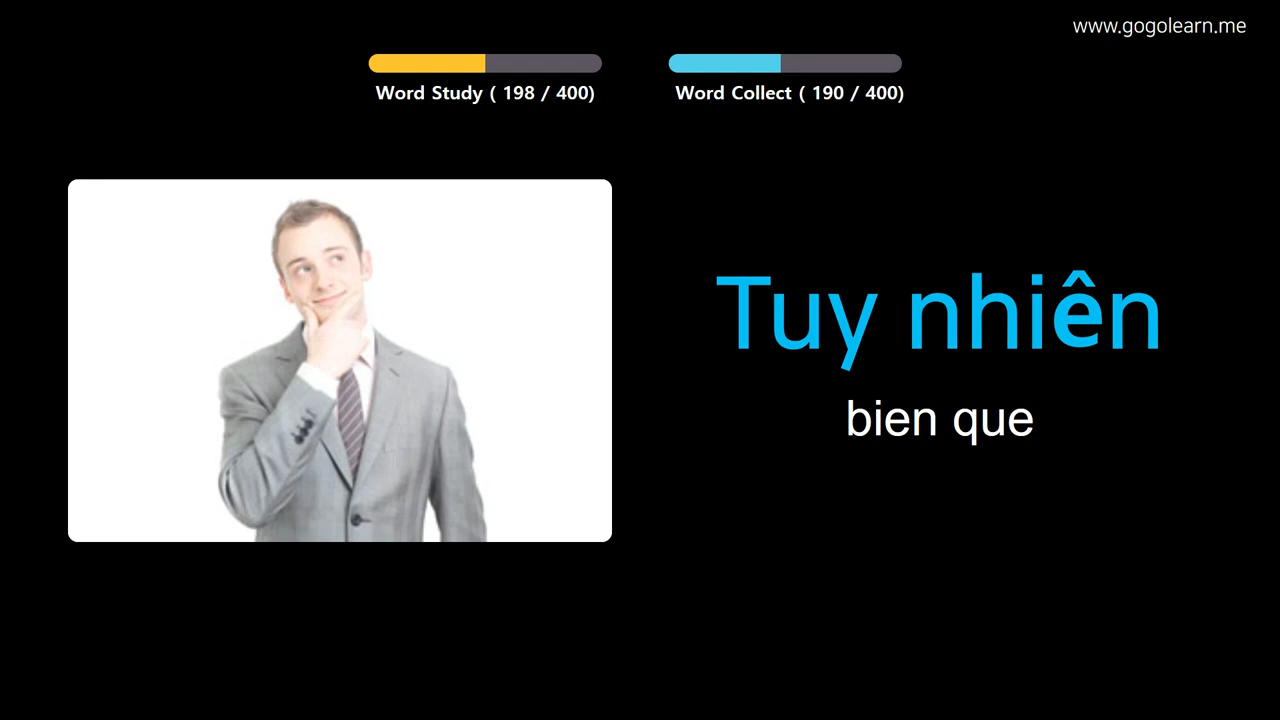 www.gogolearn.me
Word Study ( 198 / 400)
Word Collect ( 190 / 400)
Tuy nhiên
bien que